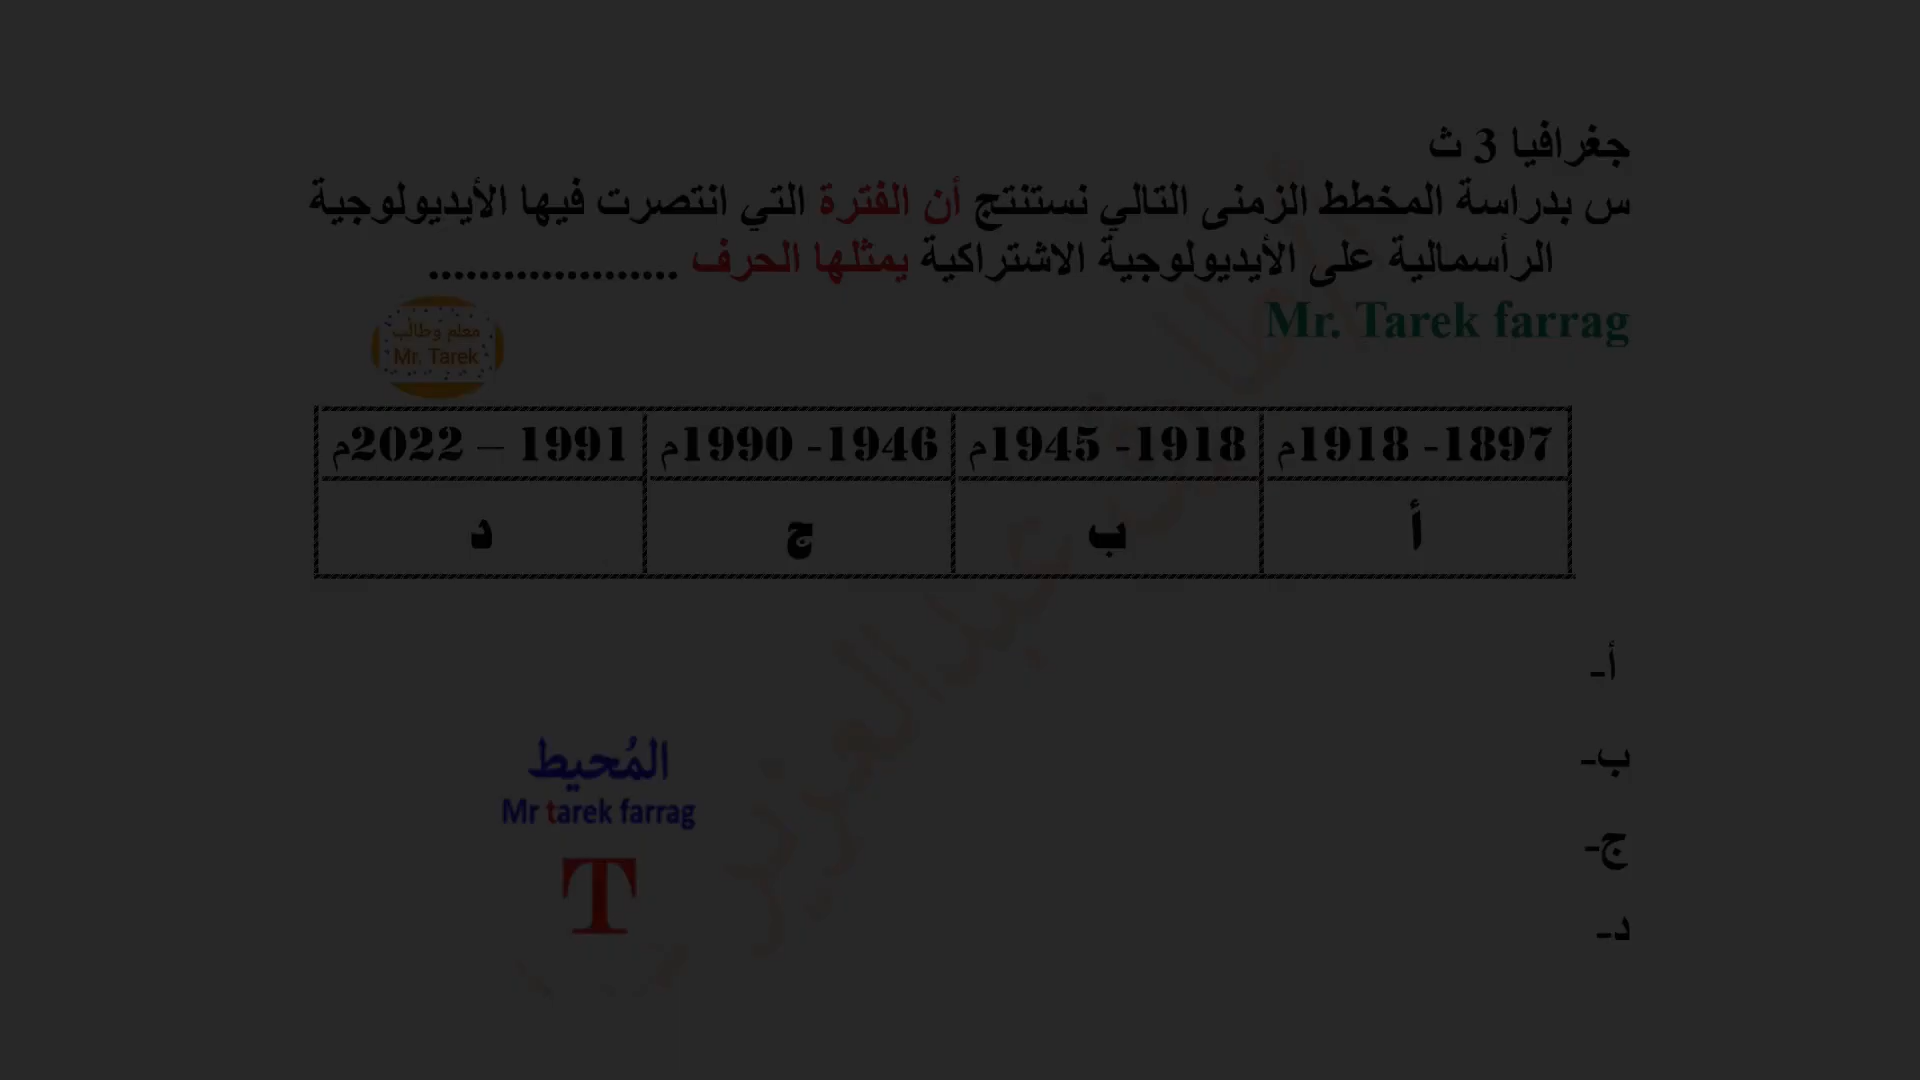 جغرافيا 3 ث
س بدراسة المخطط الزمنى التالي نستنتج أن الفترة التي انتصرت فيها الأيديولوجية
الرأسمالية على الأيديولوجية الاشتراكية يمثلها الحرف ....................
Mr. Tarek farrag
معلم وطالب
Mr. Tarek
1897- 1918م 1918- 1945م 1946- 1990م 1991 – 2022م
أ ب ج د
أ-
ب-
ج-
د-
المُحيط
Mr tarek farrag
T